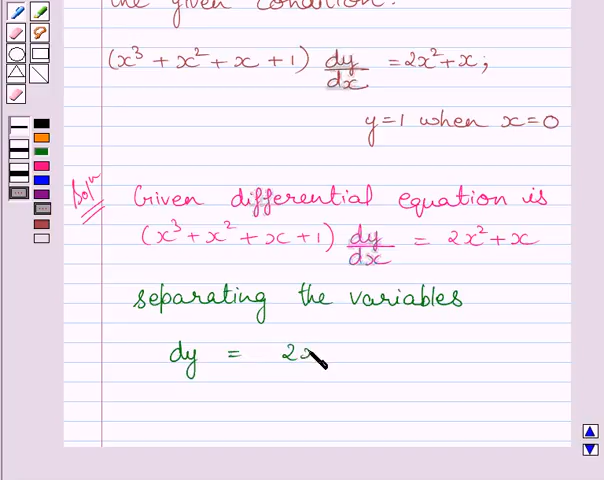 the given condition:
(x³ + x² + x + 1) dy/dx = 2x² + x;
y=1 when x=0
Solⁿ Given differential equation is
(x³ + x² + x + 1) dy/dx = 2x² + x
separating the variables
dy = 2x